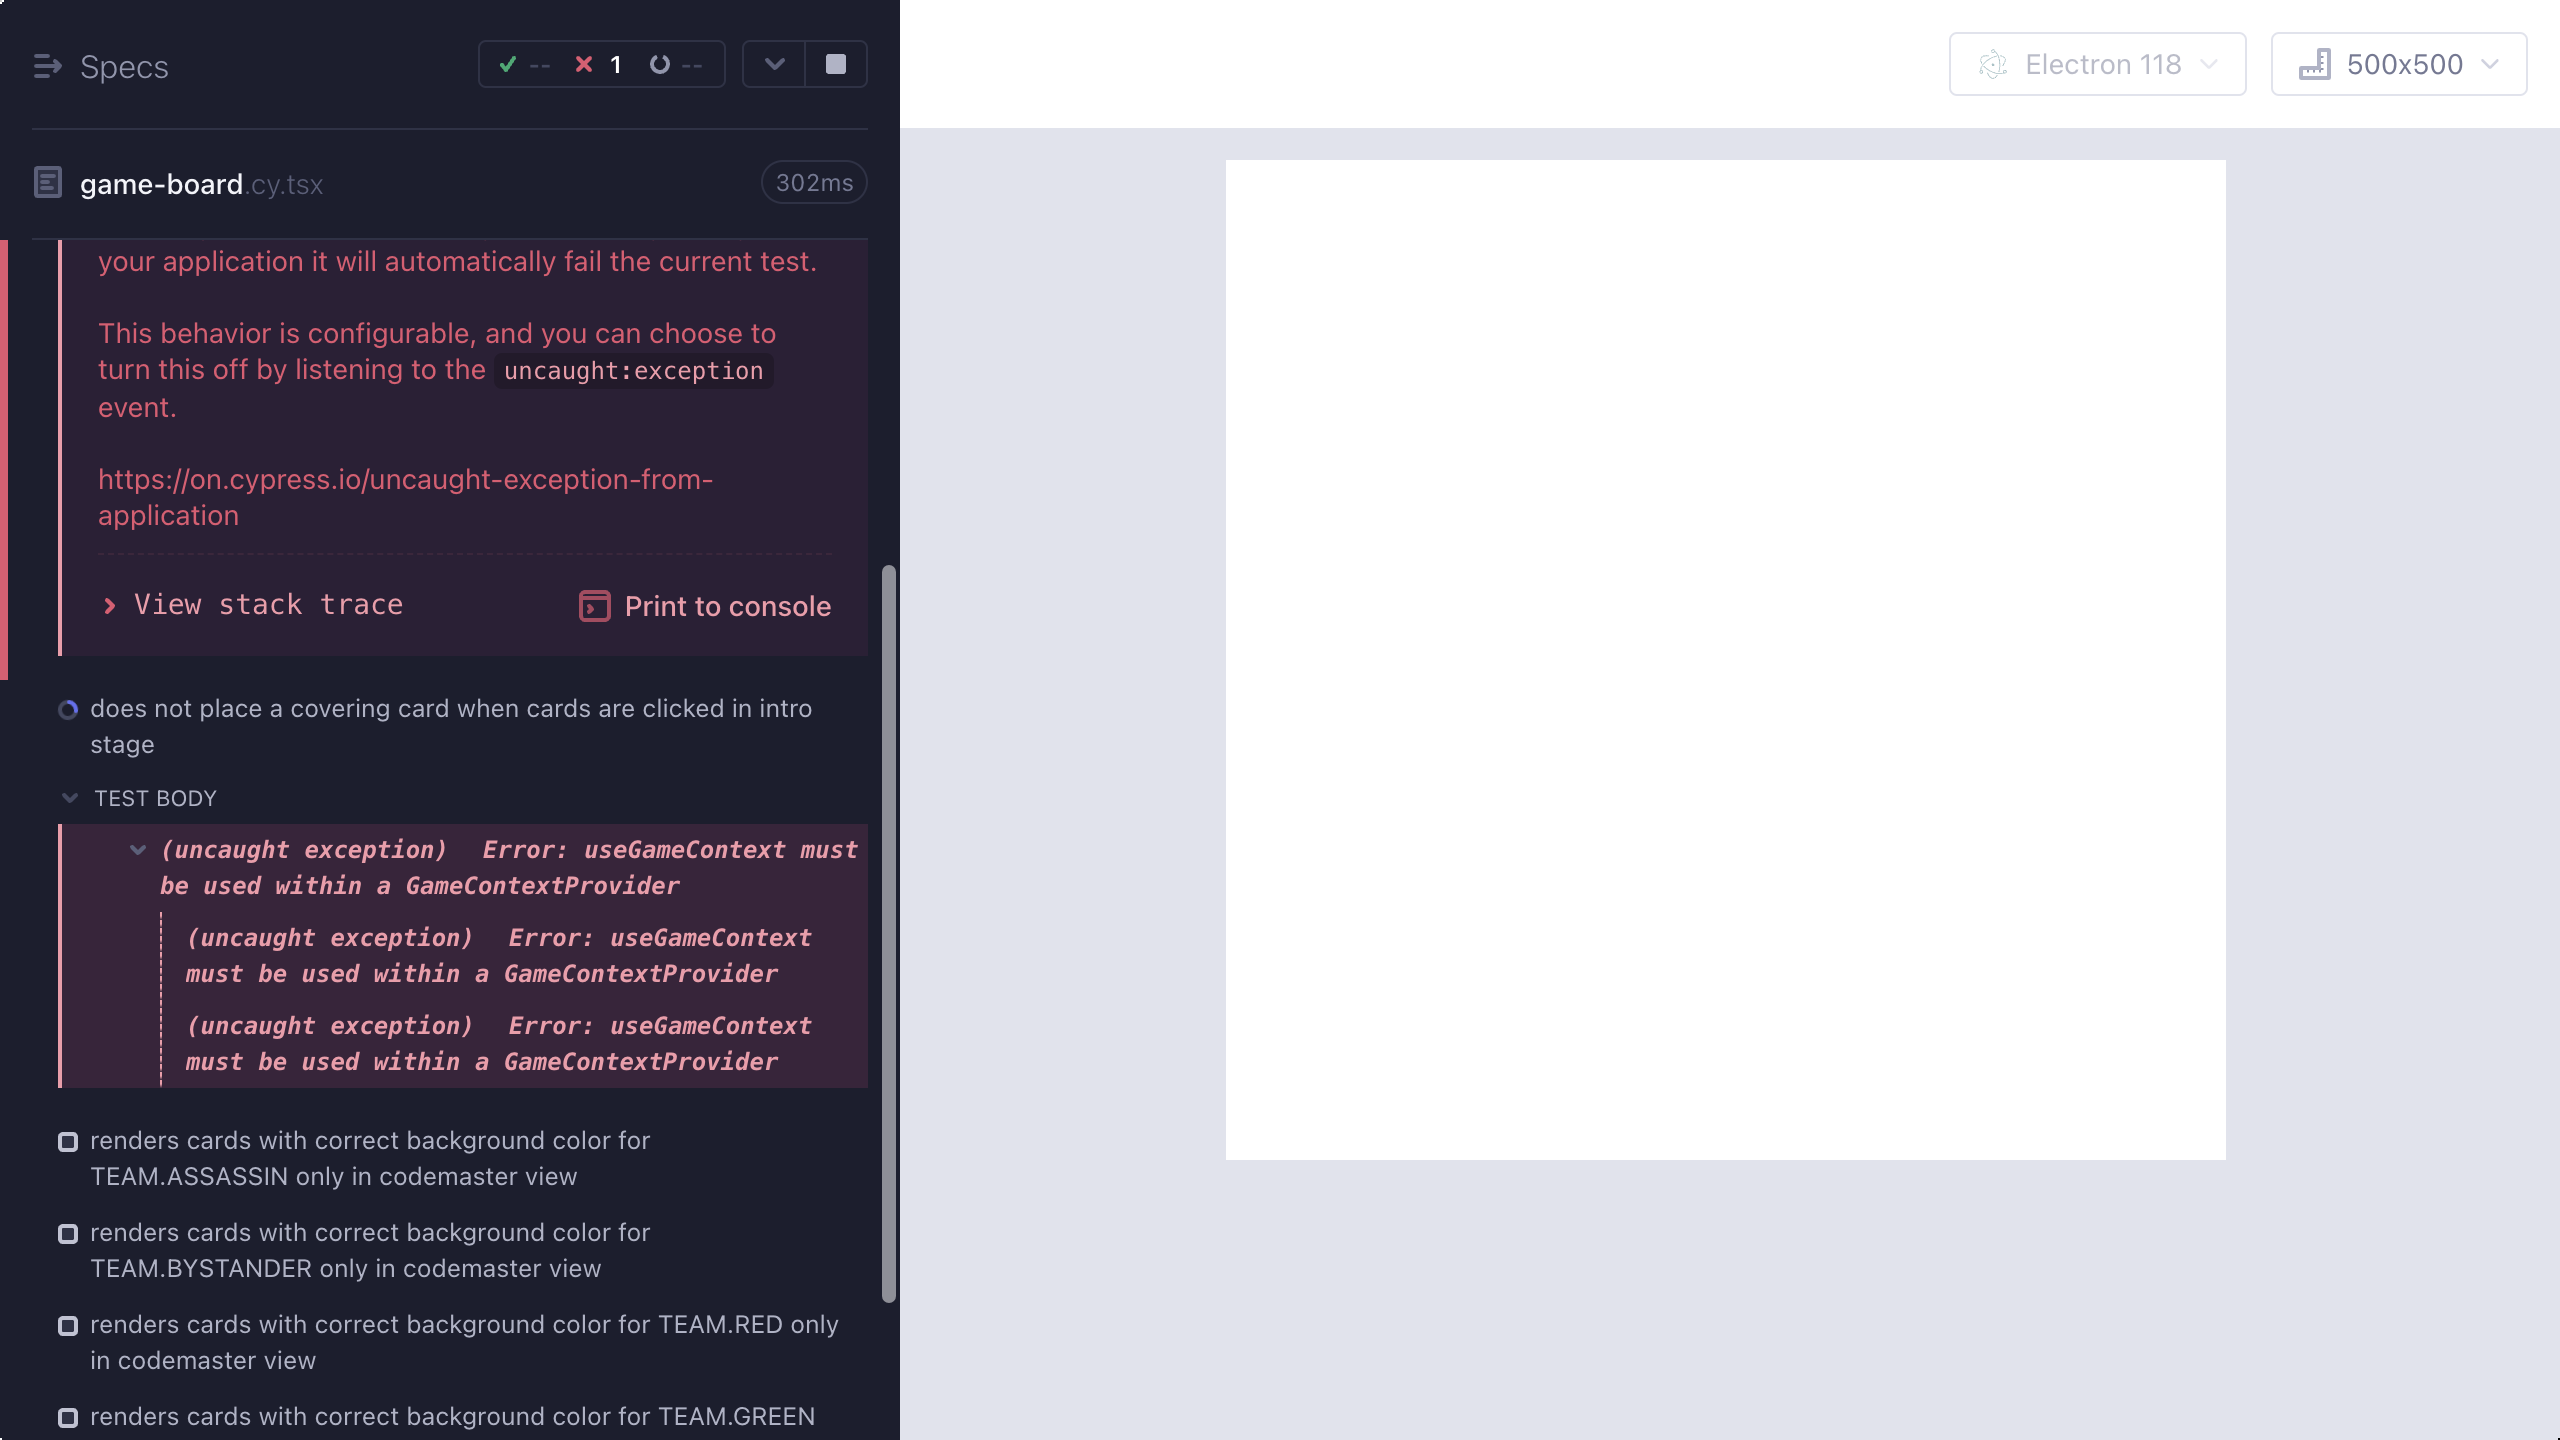 Specs
-- 1 --
Electron 118
500x500
game-board.cy.tsx
302ms
your application it will automatically fail the current test.
This behavior is configurable, and you can choose to
turn this off by listening to the uncaught:exception
event.
https://on.cypress.io/uncaught-exception-from-
application
View stack trace
Print to console
does not place a covering card when cards are clicked in intro
stage
TEST BODY
(uncaught exception) Error: useGameContext must
be used within a GameContextProvider
(uncaught exception) Error: useGameContext
must be used within a GameContextProvider
(uncaught exception) Error: useGameContext
must be used within a GameContextProvider
renders cards with correct background color for
TEAM.ASSASSIN only in codemaster view
renders cards with correct background color for
TEAM.BYSTANDER only in codemaster view
renders cards with correct background color for TEAM.RED only
in codemaster view
renders cards with correct background color for TEAM.GREEN